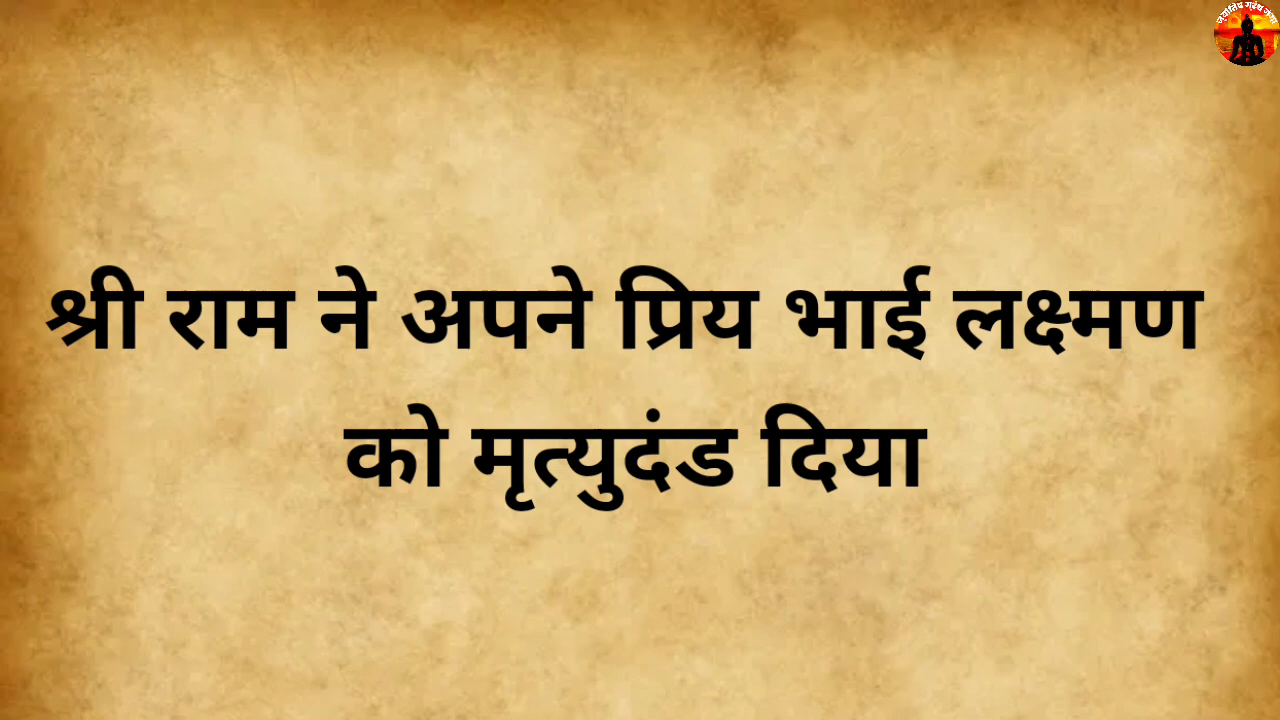 श्री राम ने अपने प्रिय भाई लक्ष्मण
को मृत्युदंड दिया